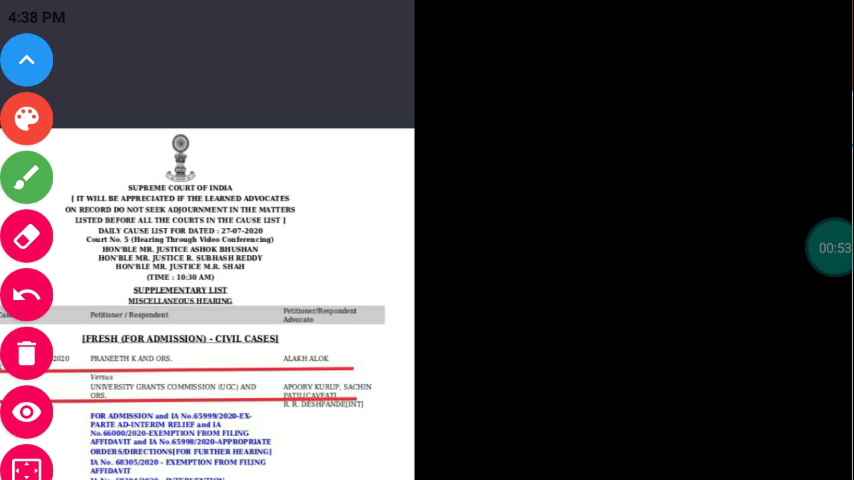 4:38 PM
00:53
SUPREME COURT OF INDIA
[ IT WILL BE APPRECIATED IF THE LEARNED ADVOCATES
ON RECORD DO NOT SEEK ADJOURNMENT IN THE MATTERS
LISTED BEFORE ALL THE COURTS IN THE CAUSE LIST ]
DAILY CAUSE LIST FOR DATED : 27-07-2020
Court No. 5 (Hearing Through Video Conferencing)
HON'BLE MR. JUSTICE ASHOK BHUSHAN
HON'BLE MR. JUSTICE R. SUBHASH REDDY
HON'BLE MR. JUSTICE M.R. SHAH
(TIME : 10:30 AM)
SUPPLEMENTARY LIST
MISCELLANEOUS HEARING
Petitioner / Respondent Petitioner/Respondent
Advocate
[FRESH (FOR ADMISSION) - CIVIL CASES]
2020 PRANEETH K AND ORS. ALAKH ALOK
Versus
UNIVERSITY GRANTS COMMISSION (UGC) AND APOORV KURUP, SACHIN
ORS. PATIL[CAVEAT],
R. R. DESHPANDE[INT]
FOR ADMISSION and IA No.65999/2020-EX-
PARTE AD-INTERIM RELIEF and IA
No.66000/2020-EXEMPTION FROM FILING
AFFIDAVIT and IA No.65998/2020-APPROPRIATE
ORDERS/DIRECTIONS[FOR FURTHER HEARING]
IA No. 68305/2020 - EXEMPTION FROM FILING
AFFIDAVIT